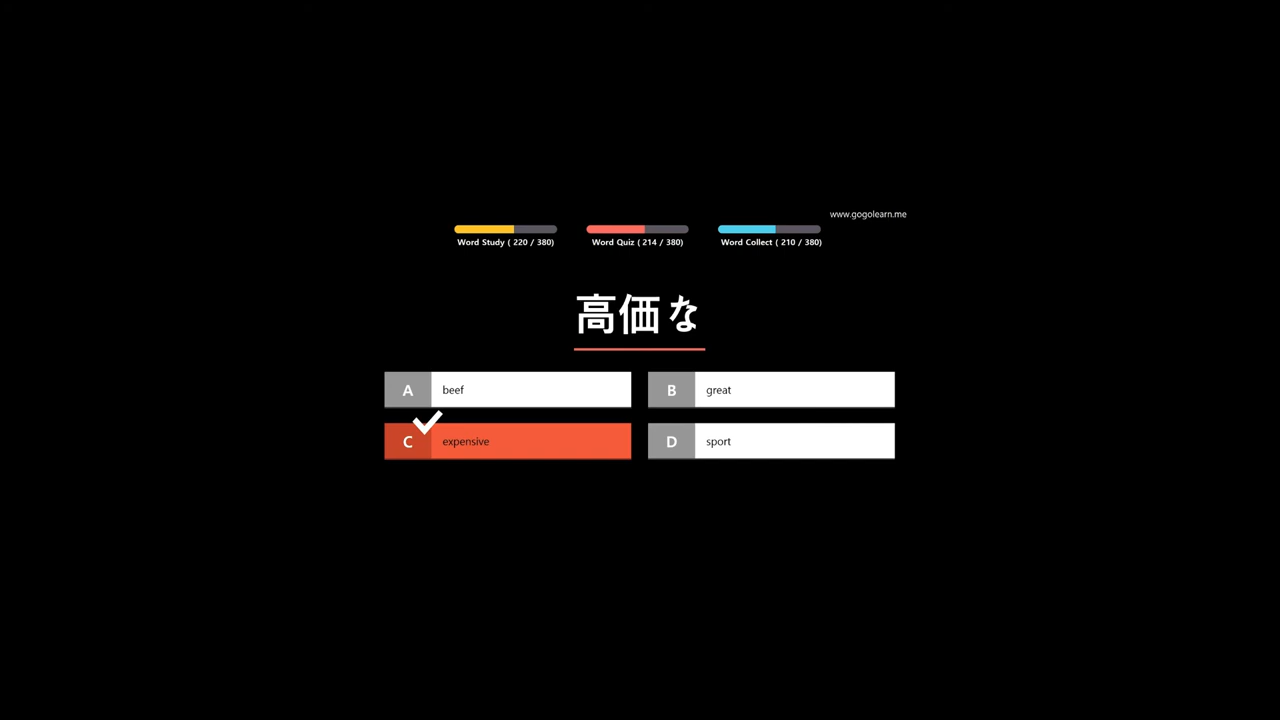 www.gogolearn.me
Word Study ( 220 / 380)
Word Quiz ( 214 / 380)
Word Collect ( 210 / 380)
高価な
A beef
B great
C expensive
D sport